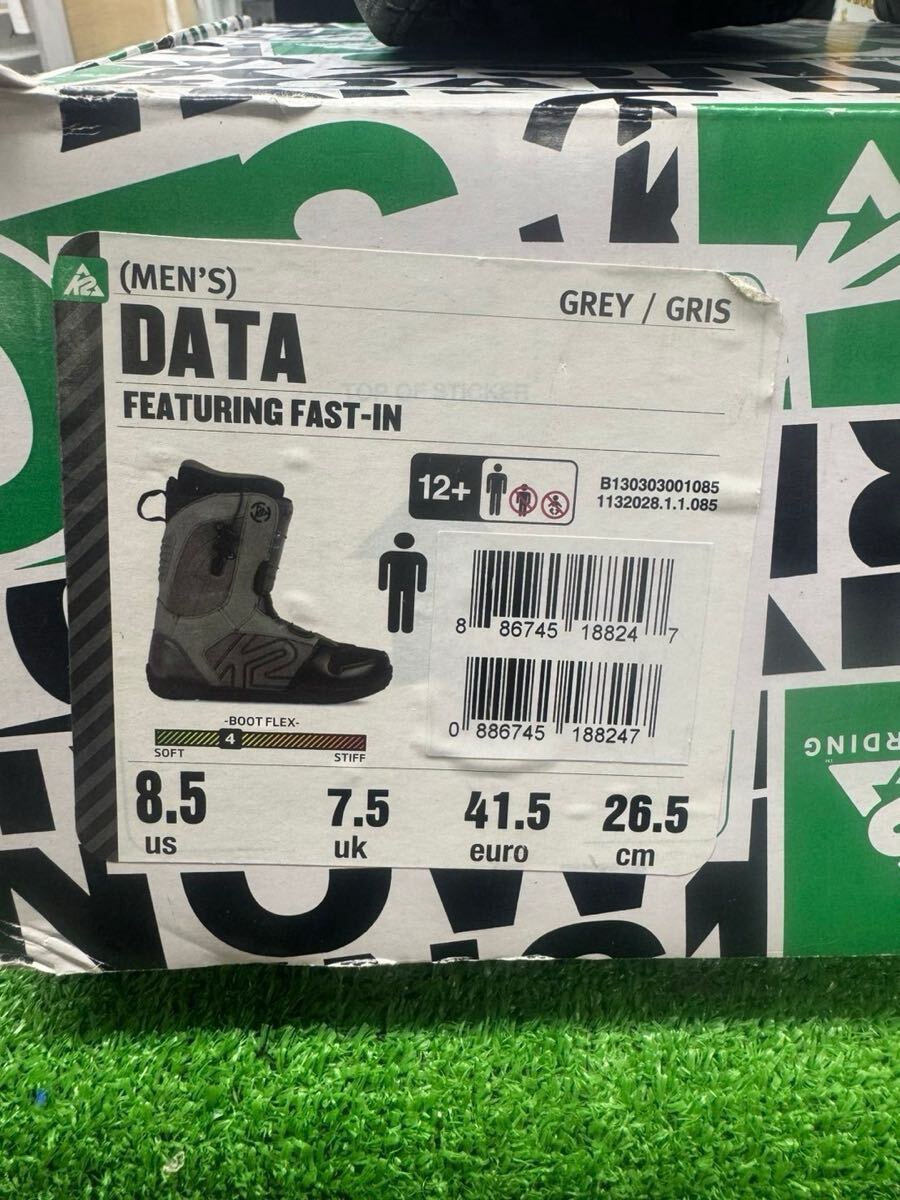 K2
(MEN'S)
GREY / GRIS
DATA
TOP OF STICKER
FEATURING FAST-IN
12+
B130303001085
1132028.1.1.085
K2
8 86745 18824 7
0 886745 188247
-BOOT FLEX-
4
SOFT
STIFF
8.5
us
7.5
uk
41.5
euro
26.5
cm